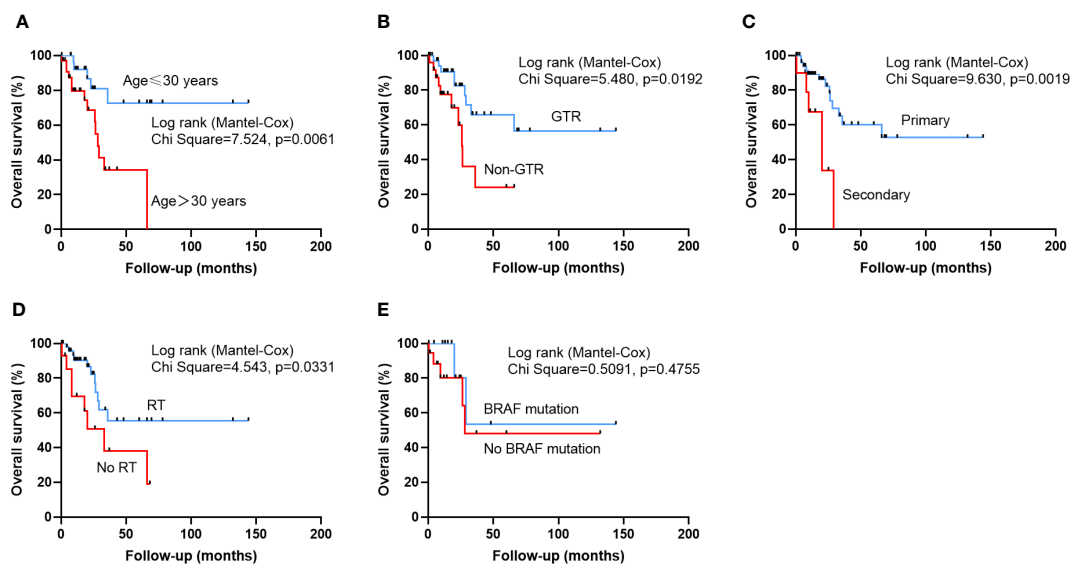 A
Overall survival (%)
100
80
60
40
20
0
Age≤30 years
Log rank (Mantel-Cox)
Chi Square=7.524, p=0.0061
Age>30 years
0 50 100 150 200
Follow-up (months)
B
Overall survival (%)
100
80
60
40
20
0
Log rank (Mantel-Cox)
Chi Square=5.480, p=0.0192
GTR
Non-GTR
0 50 100 150 200
Follow-up (months)
C
Overall survival (%)
100
80
60
40
20
0
Log rank (Mantel-Cox)
Chi Square=9.630, p=0.0019
Primary
Secondary
0 50 100 150 200
Follow-up (months)
D
Overall survival (%)
100
80
60
40
20
0
Log rank (Mantel-Cox)
Chi Square=4.543, p=0.0331
RT
No RT
0 50 100 150 200
Follow-up (months)
E
Overall survival (%)
100
80
60
40
20
0
Log rank (Mantel-Cox)
Chi Square=0.5091, p=0.4755
BRAF mutation
No BRAF mutation
0 50 100 150 200
Follow-up (months)